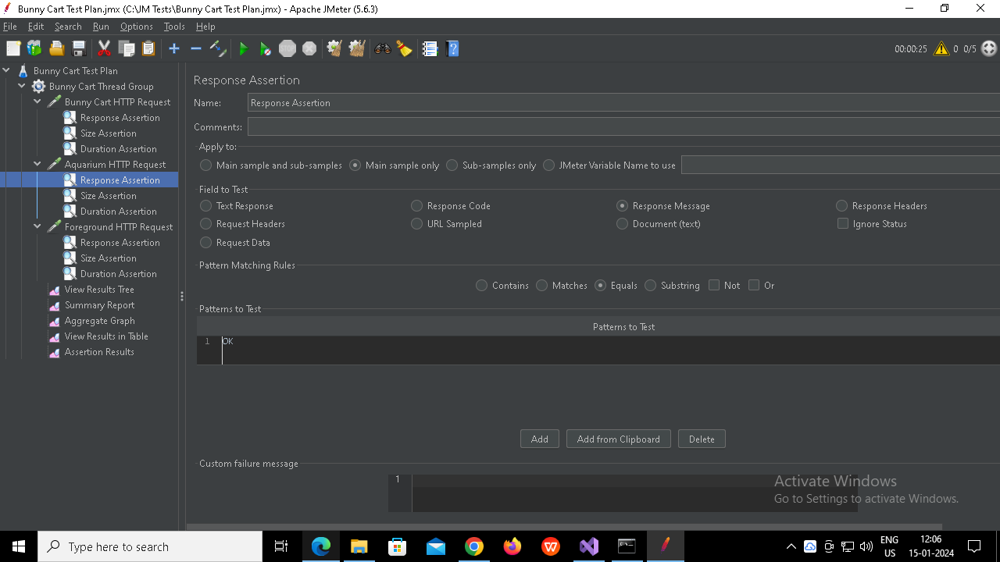 Bunny Cart Test Plan.jmx (C:\JM Tests\Bunny Cart Test Plan.jmx) - Apache JMeter (5.6.3)
File Edit Search Run Options Tools Help
STOP 00:00:25 0 0/5
Bunny Cart Test Plan
Bunny Cart Thread Group
Bunny Cart HTTP Request
Response Assertion
Size Assertion
Duration Assertion
Aquarium HTTP Request
Response Assertion
Size Assertion
Duration Assertion
Foreground HTTP Request
Response Assertion
Size Assertion
Duration Assertion
View Results Tree
Summary Report
Aggregate Graph
View Results in Table
Assertion Results
Response Assertion
Name: Response Assertion
Comments:
Apply to:
Main sample and sub-samples Main sample only Sub-samples only JMeter Variable Name to use
Field to Test
Text Response Response Code Response Message Response Headers
Request Headers URL Sampled Document (text) Ignore Status
Request Data
Pattern Matching Rules
Contains Matches Equals Substring Not Or
Patterns to Test
Patterns to Test
1 OK
Add Add from Clipboard Delete
Custom failure message
1
Activate Windows
Go to Settings to activate Windows.
Type here to search
ENG
US
12:06
15-01-2024